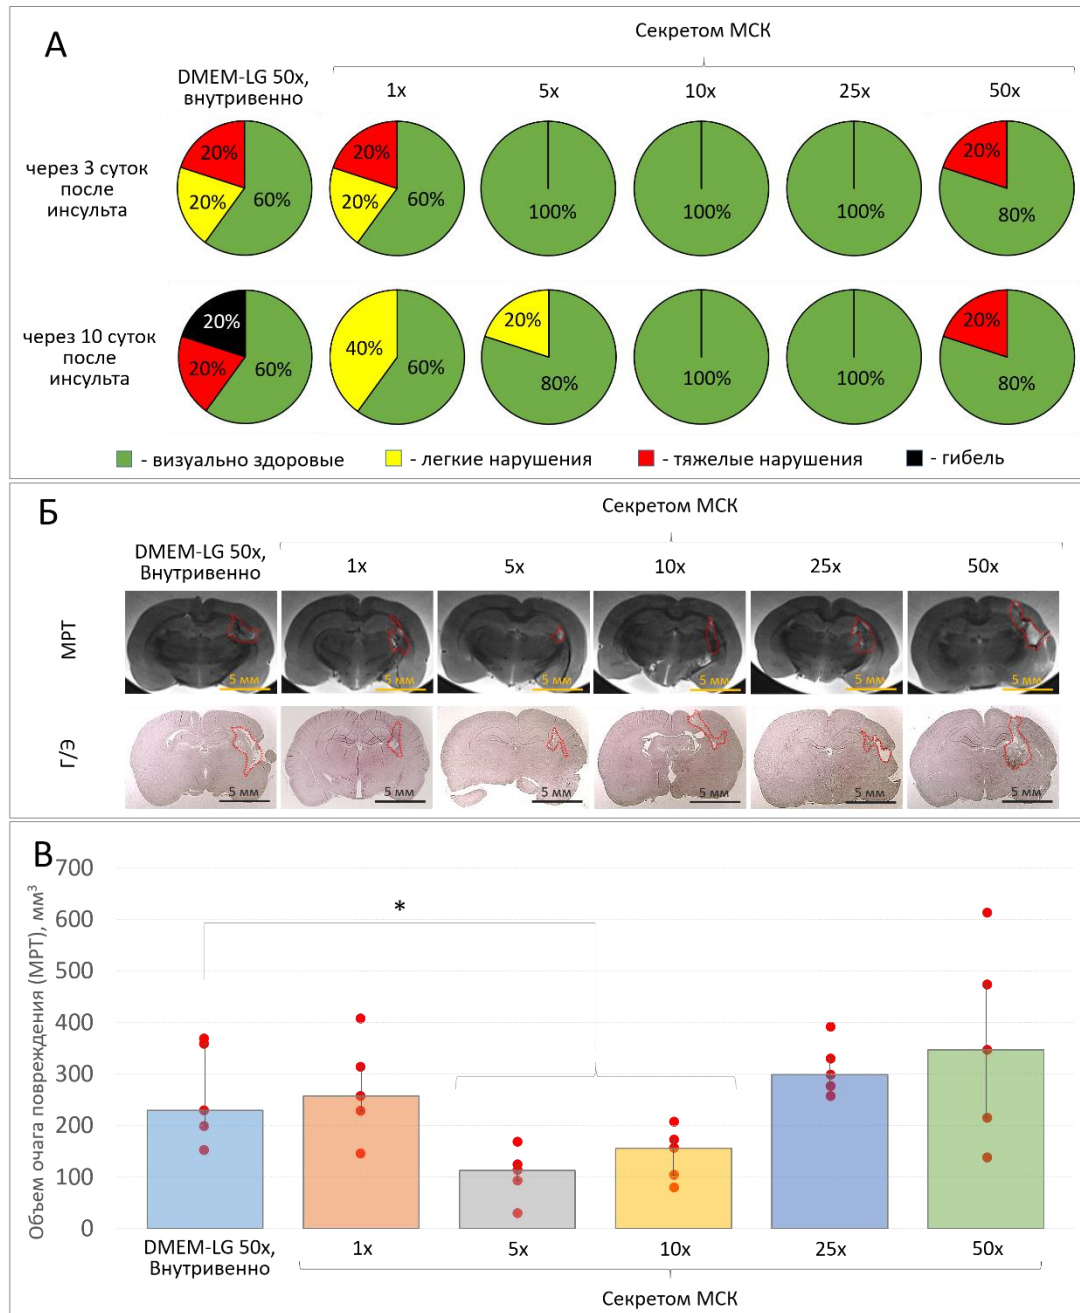 А
Секретом МСК
DMEM-LG 50x,
внутривенно
1x
5x
10x
25x
50x
через 3 суток
после
инсульта
20%
20%
60%
20%
20%
60%
100%
100%
100%
20%
80%
через 10 суток
после
инсульта
20%
20%
60%
40%
60%
20%
80%
100%
100%
20%
80%
- визуально здоровые
- легкие нарушения
- тяжелые нарушения
- гибель
Б
Секретом МСК
DMEM-LG 50x,
Внутривенно
1x
5x
10x
25x
50x
МРТ
5 мм
5 мм
5 мм
5 мм
5 мм
5 мм
Г/Э
5 мм
5 мм
5 мм
5 мм
5 мм
5 мм
В
Объем очага повреждения (МРТ), мм³
700
600
500
400
300
200
100
0
*
DMEM-LG 50x,
Внутривенно
1x
5x
10x
25x
50x
Секретом МСК